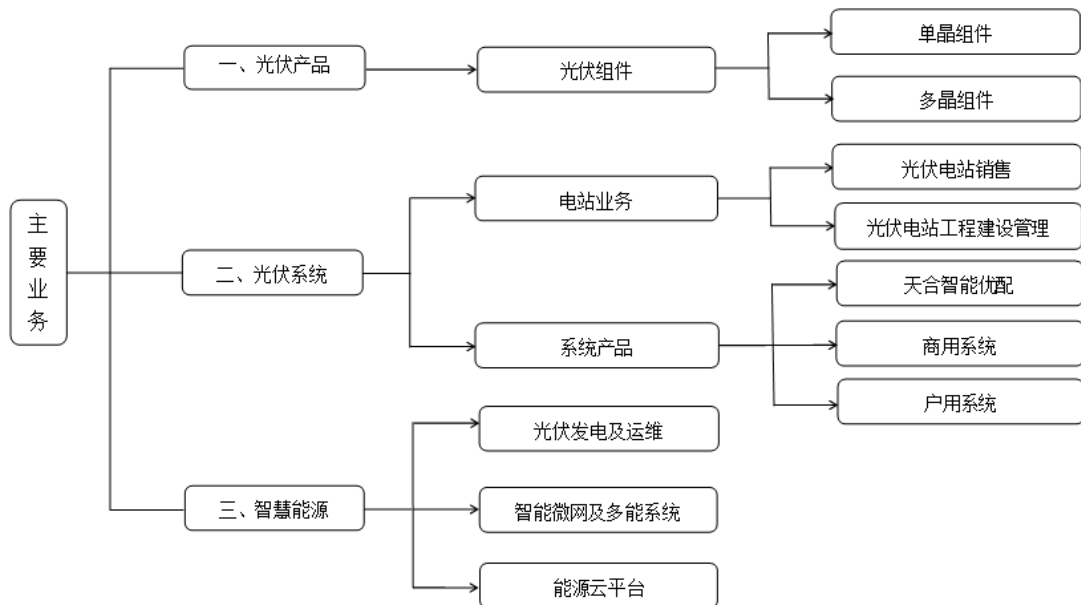 主要业务
一、光伏产品
光伏组件
单晶组件
多晶组件
二、光伏系统
电站业务
光伏电站销售
光伏电站工程建设管理
系统产品
天合智能优配
商用系统
户用系统
三、智慧能源
光伏发电及运维
智能微网及多能系统
能源云平台